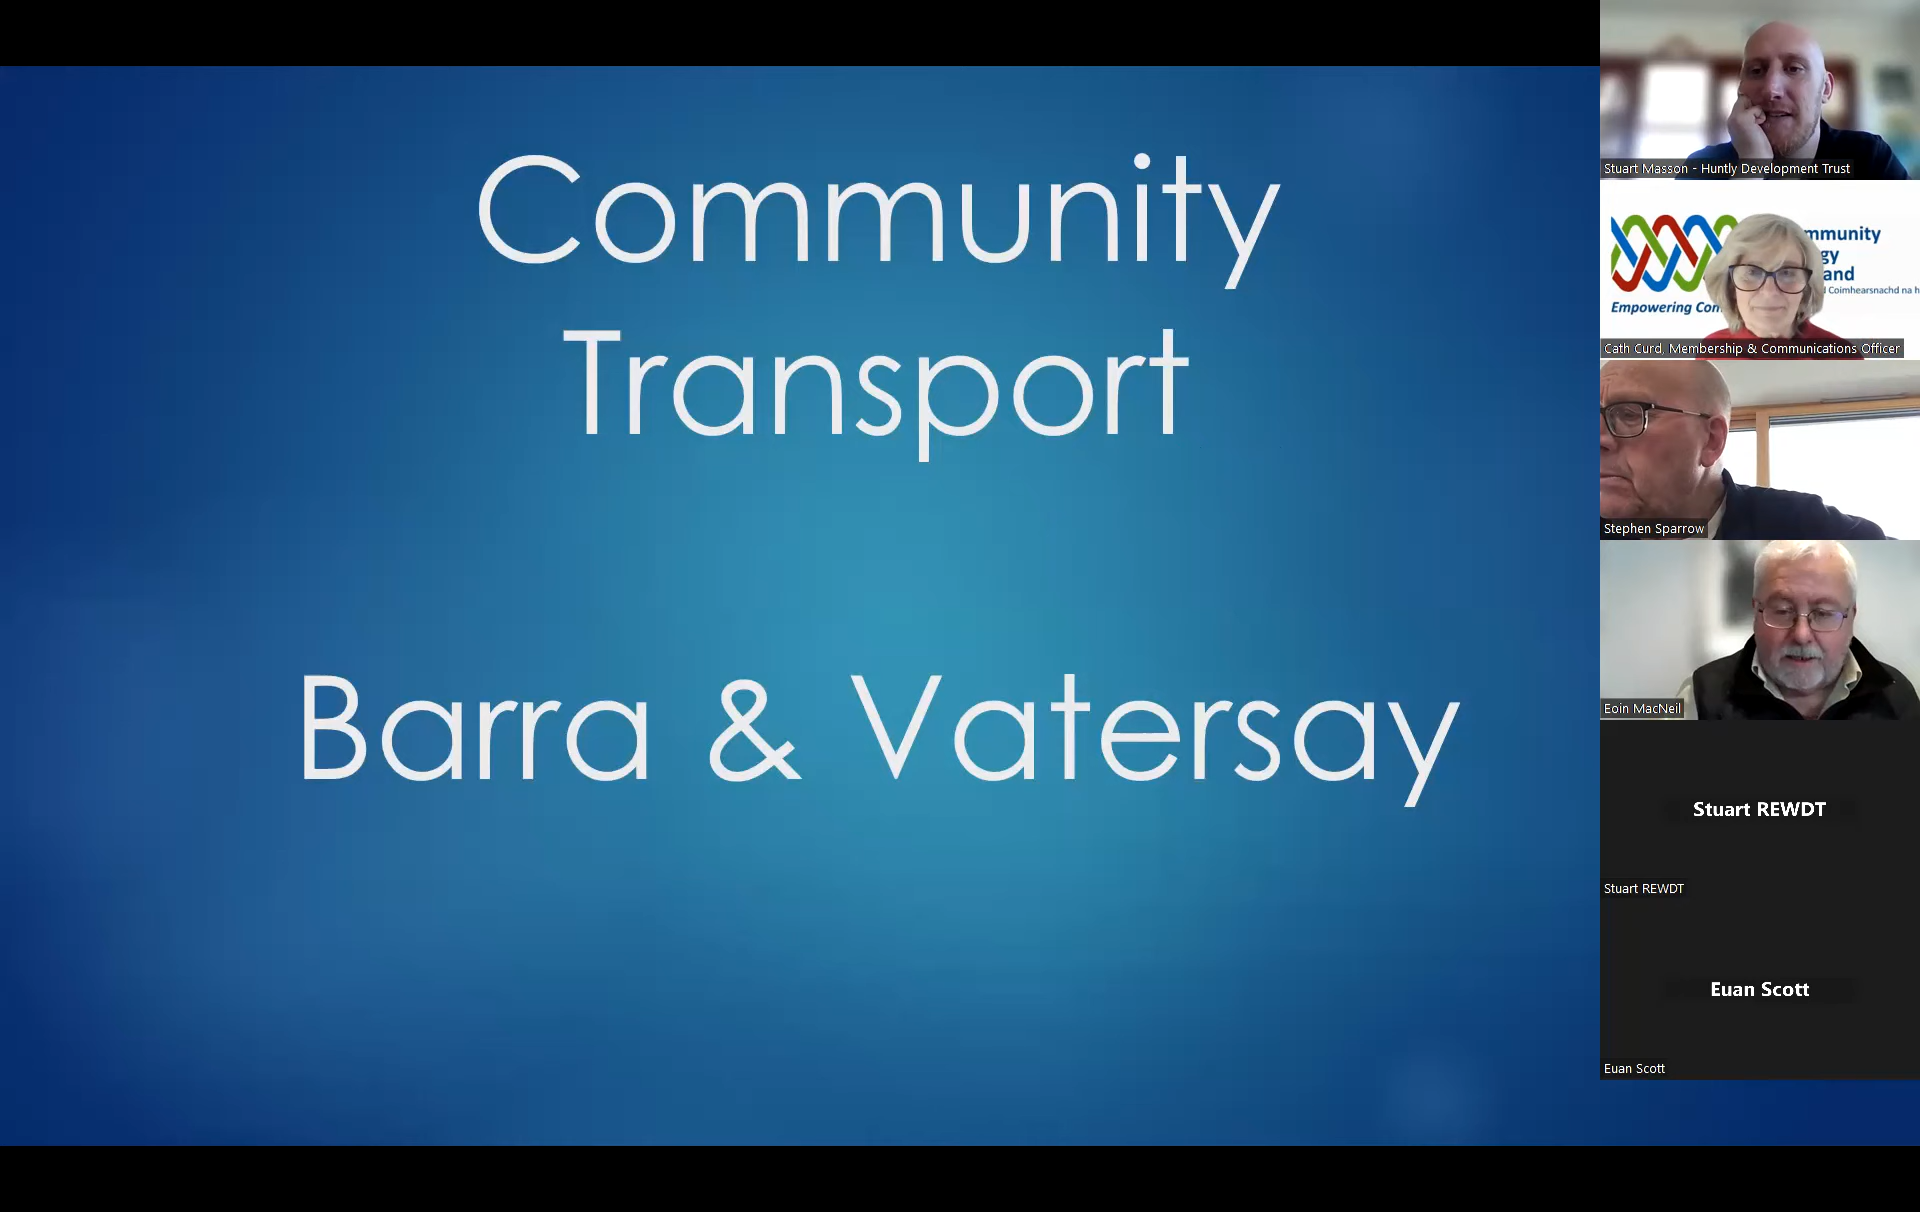 Community
Transport
Barra & Vatersay
Stuart Masson - Huntly Development Trust
mmunity
gy
and
l Coimhearsnachd na h
Empowering Con
Cath Curd, Membership & Communications Officer
Stephen Sparrow
Eoin MacNeil
Stuart REWDT
Stuart REWDT
Euan Scott
Euan Scott